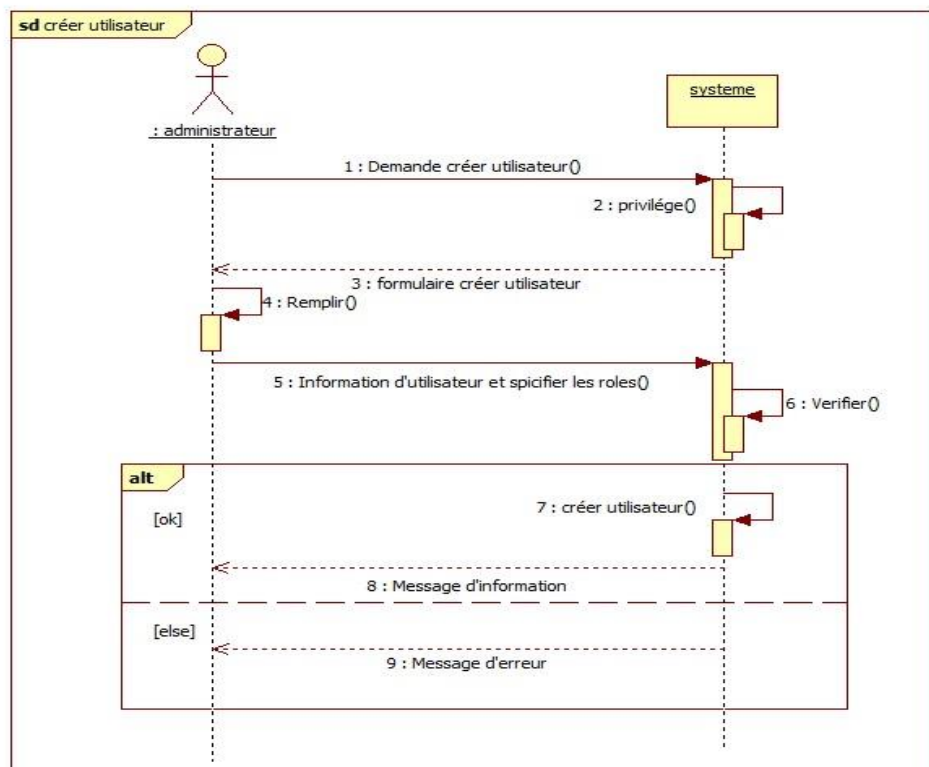 sd créer utilisateur
systeme
: administrateur
1 : Demande créer utilisateur()
2 : privilége()
3 : formulaire créer utilisateur
4 : Remplir()
5 : Information d'utilisateur et spicifier les roles()
6 : Verifier()
alt
7 : créer utilisateur()
[ok]
8 : Message d'information
[else]
9 : Message d'erreur